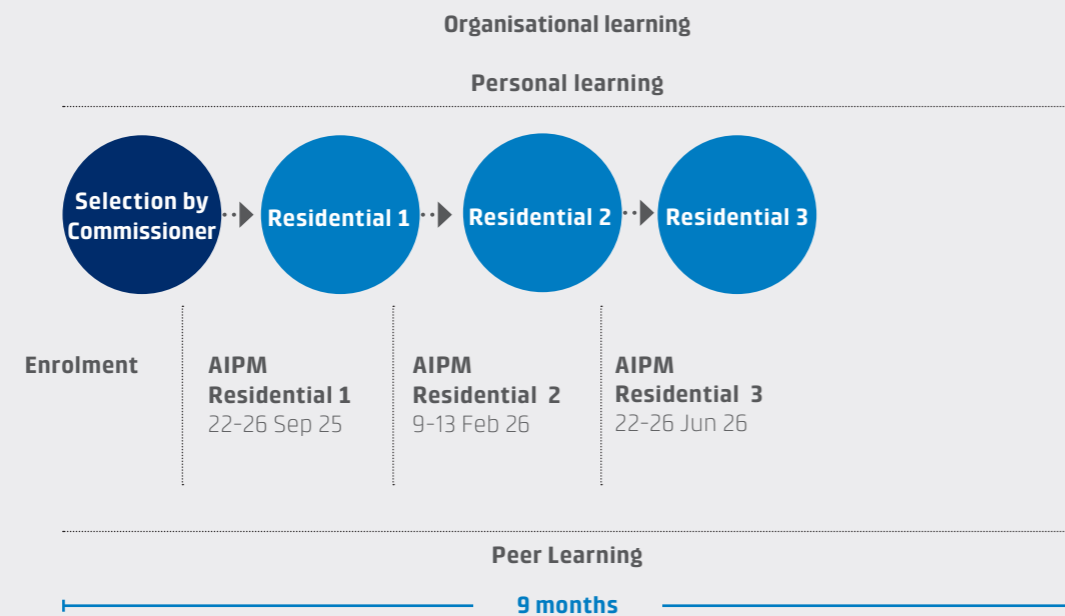 Organisational learning
Personal learning
Selection by
Commissioner
Residential 1
Residential 2
Residential 3
Enrolment
AIPM
Residential 1
22-26 Sep 25
AIPM
Residential 2
9-13 Feb 26
AIPM
Residential 3
22-26 Jun 26
Peer Learning
9 months